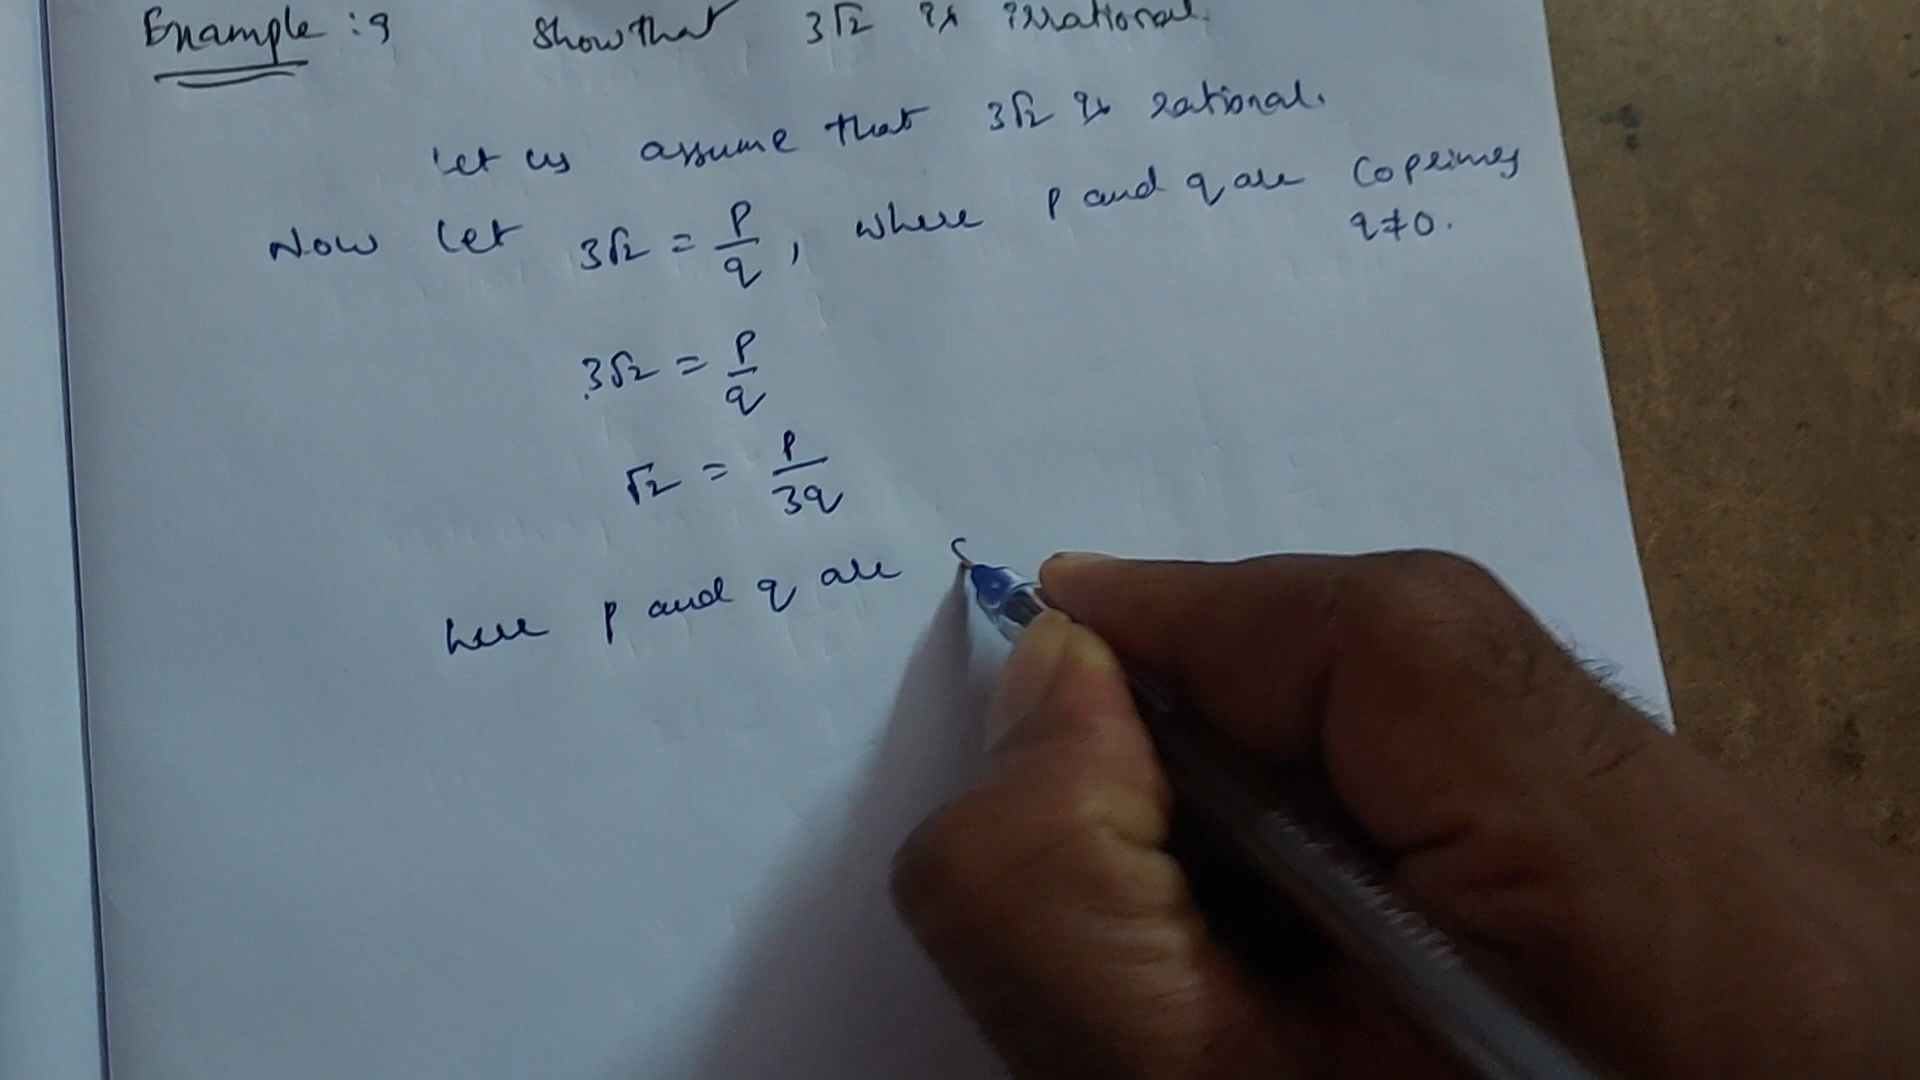 Example : 9 Show that 3√2 is irrational.
Let us assume that 3√2 is rational.
Now let 3√2 = p/q, where p and q are coprimes
q≠0.
3√2 = p/q
√2 = p/3q
here p and q are